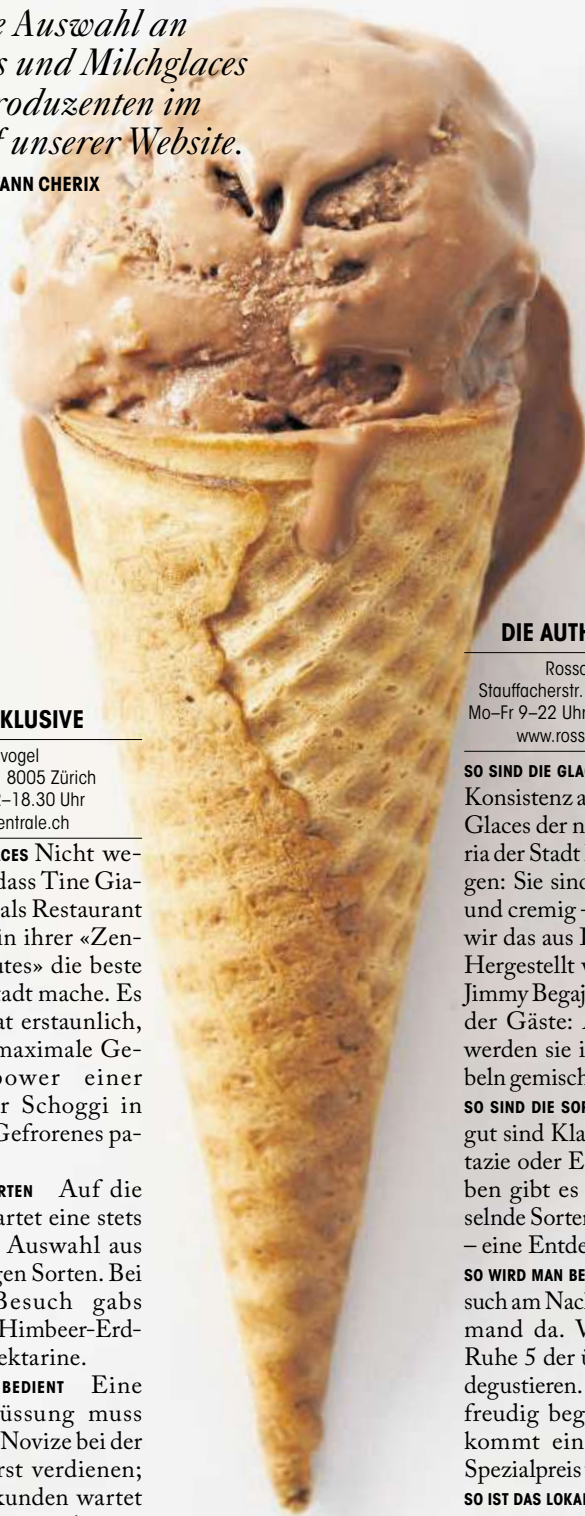 e Auswahl an
s und Milchglaces
roduzenten im
f unserer Website.
ANN CHERIX
KLUSIVE
vogel
8005 Zürich
2–18.30 Uhr
entrale.ch
ACES Nicht we-
dass Tine Gia-
als Restaurant
in ihrer «Zen-
utes» die beste
tadt mache. Es
at erstaunlich,
maximale Ge-
power einer
r Schoggi in
Gefrorenes pa-
RTEN Auf die
artet eine stets
Auswahl aus
gen Sorten. Bei
Besuch gabs
Himbeer-Erd-
ektarine.
BEDIENT Eine
üssung muss
Novize bei der
rst verdienen;
kunden wartet
DIE AUTH
Rossc
Stauffacherstr.
Mo–Fr 9–22 Uhr
www.ross
SO SIND DIE GLAC
Konsistenz a
Glaces der n
ria der Stadt
gen: Sie sind
und cremig –
wir das aus I
Hergestellt v
Jimmy Begaj
der Gäste: A
werden sie i
beln gemisch
SO SIND DIE SOR
gut sind Kla
tazie oder E
ben gibt es
selnde Sorten
– eine Entde
SO WIRD MAN BE
such am Nach
mand da. V
Ruhe 5 der ü
degustieren.
freudig beg
kommt ein
Spezialpreis
SO IST DAS LOKAL